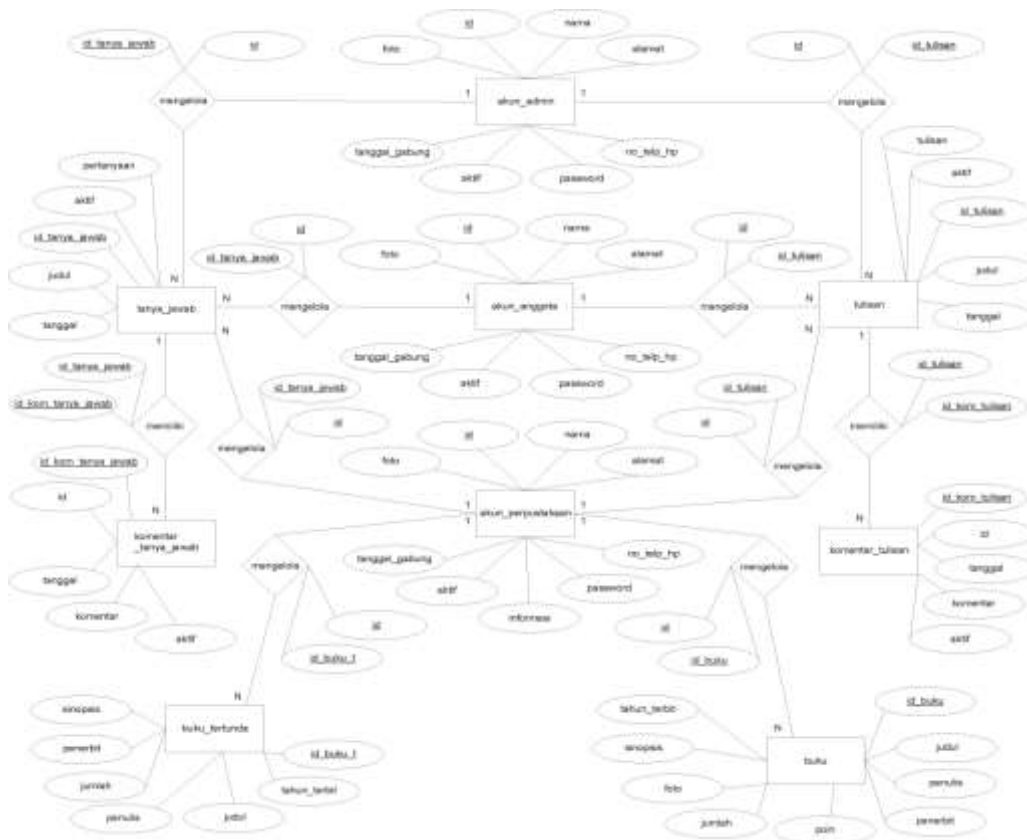 id
nama
foto
alamat
id_tanya_jawab
id
id
id_tulisan
mengelola
1
akun_admin
1
mengelola
tanggal_gabung
no_telp_hp
aktif
password
pertanyaan
aktif
id_tanya_jawab
judul
tanggal
tulisan
aktif
id_tulisan
judul
tanggal
N
N
id
id_tanya_jawab
id
nama
foto
alamat
id
id_tulisan
tanya_jawab
N
mengelola
1
akun_anggota
1
mengelola
N
tulisan
N
N
1
1
tanggal_gabung
no_telp_hp
aktif
password
id_tanya_jawab
id_kom_tanya_jawab
memiliki
id_tanya_jawab
id
mengelola
id_tulisan
id
mengelola
id_tulisan
id_kom_tulisan
memiliki
id
nama
foto
alamat
id_kom_tanya_jawab
id
N
komentar
_tanya_jawab
tanggal
komentar
aktif
1
1
akun_perpustakaan
1
1
tanggal_gabung
no_telp_hp
aktif
password
informasi
N
komentar_tulisan
id_kom_tulisan
id
tanggal
komentar
aktif
mengelola
id
id_buku_t
mengelola
id
id_buku
N
buku_tertunda
sinopsis
penerbit
jumlah
penulis
judul
tahun_terbit
id_buku_t
N
buku
tahun_terbit
sinopsis
foto
jumlah
poin
id_buku
judul
penulis
penerbit